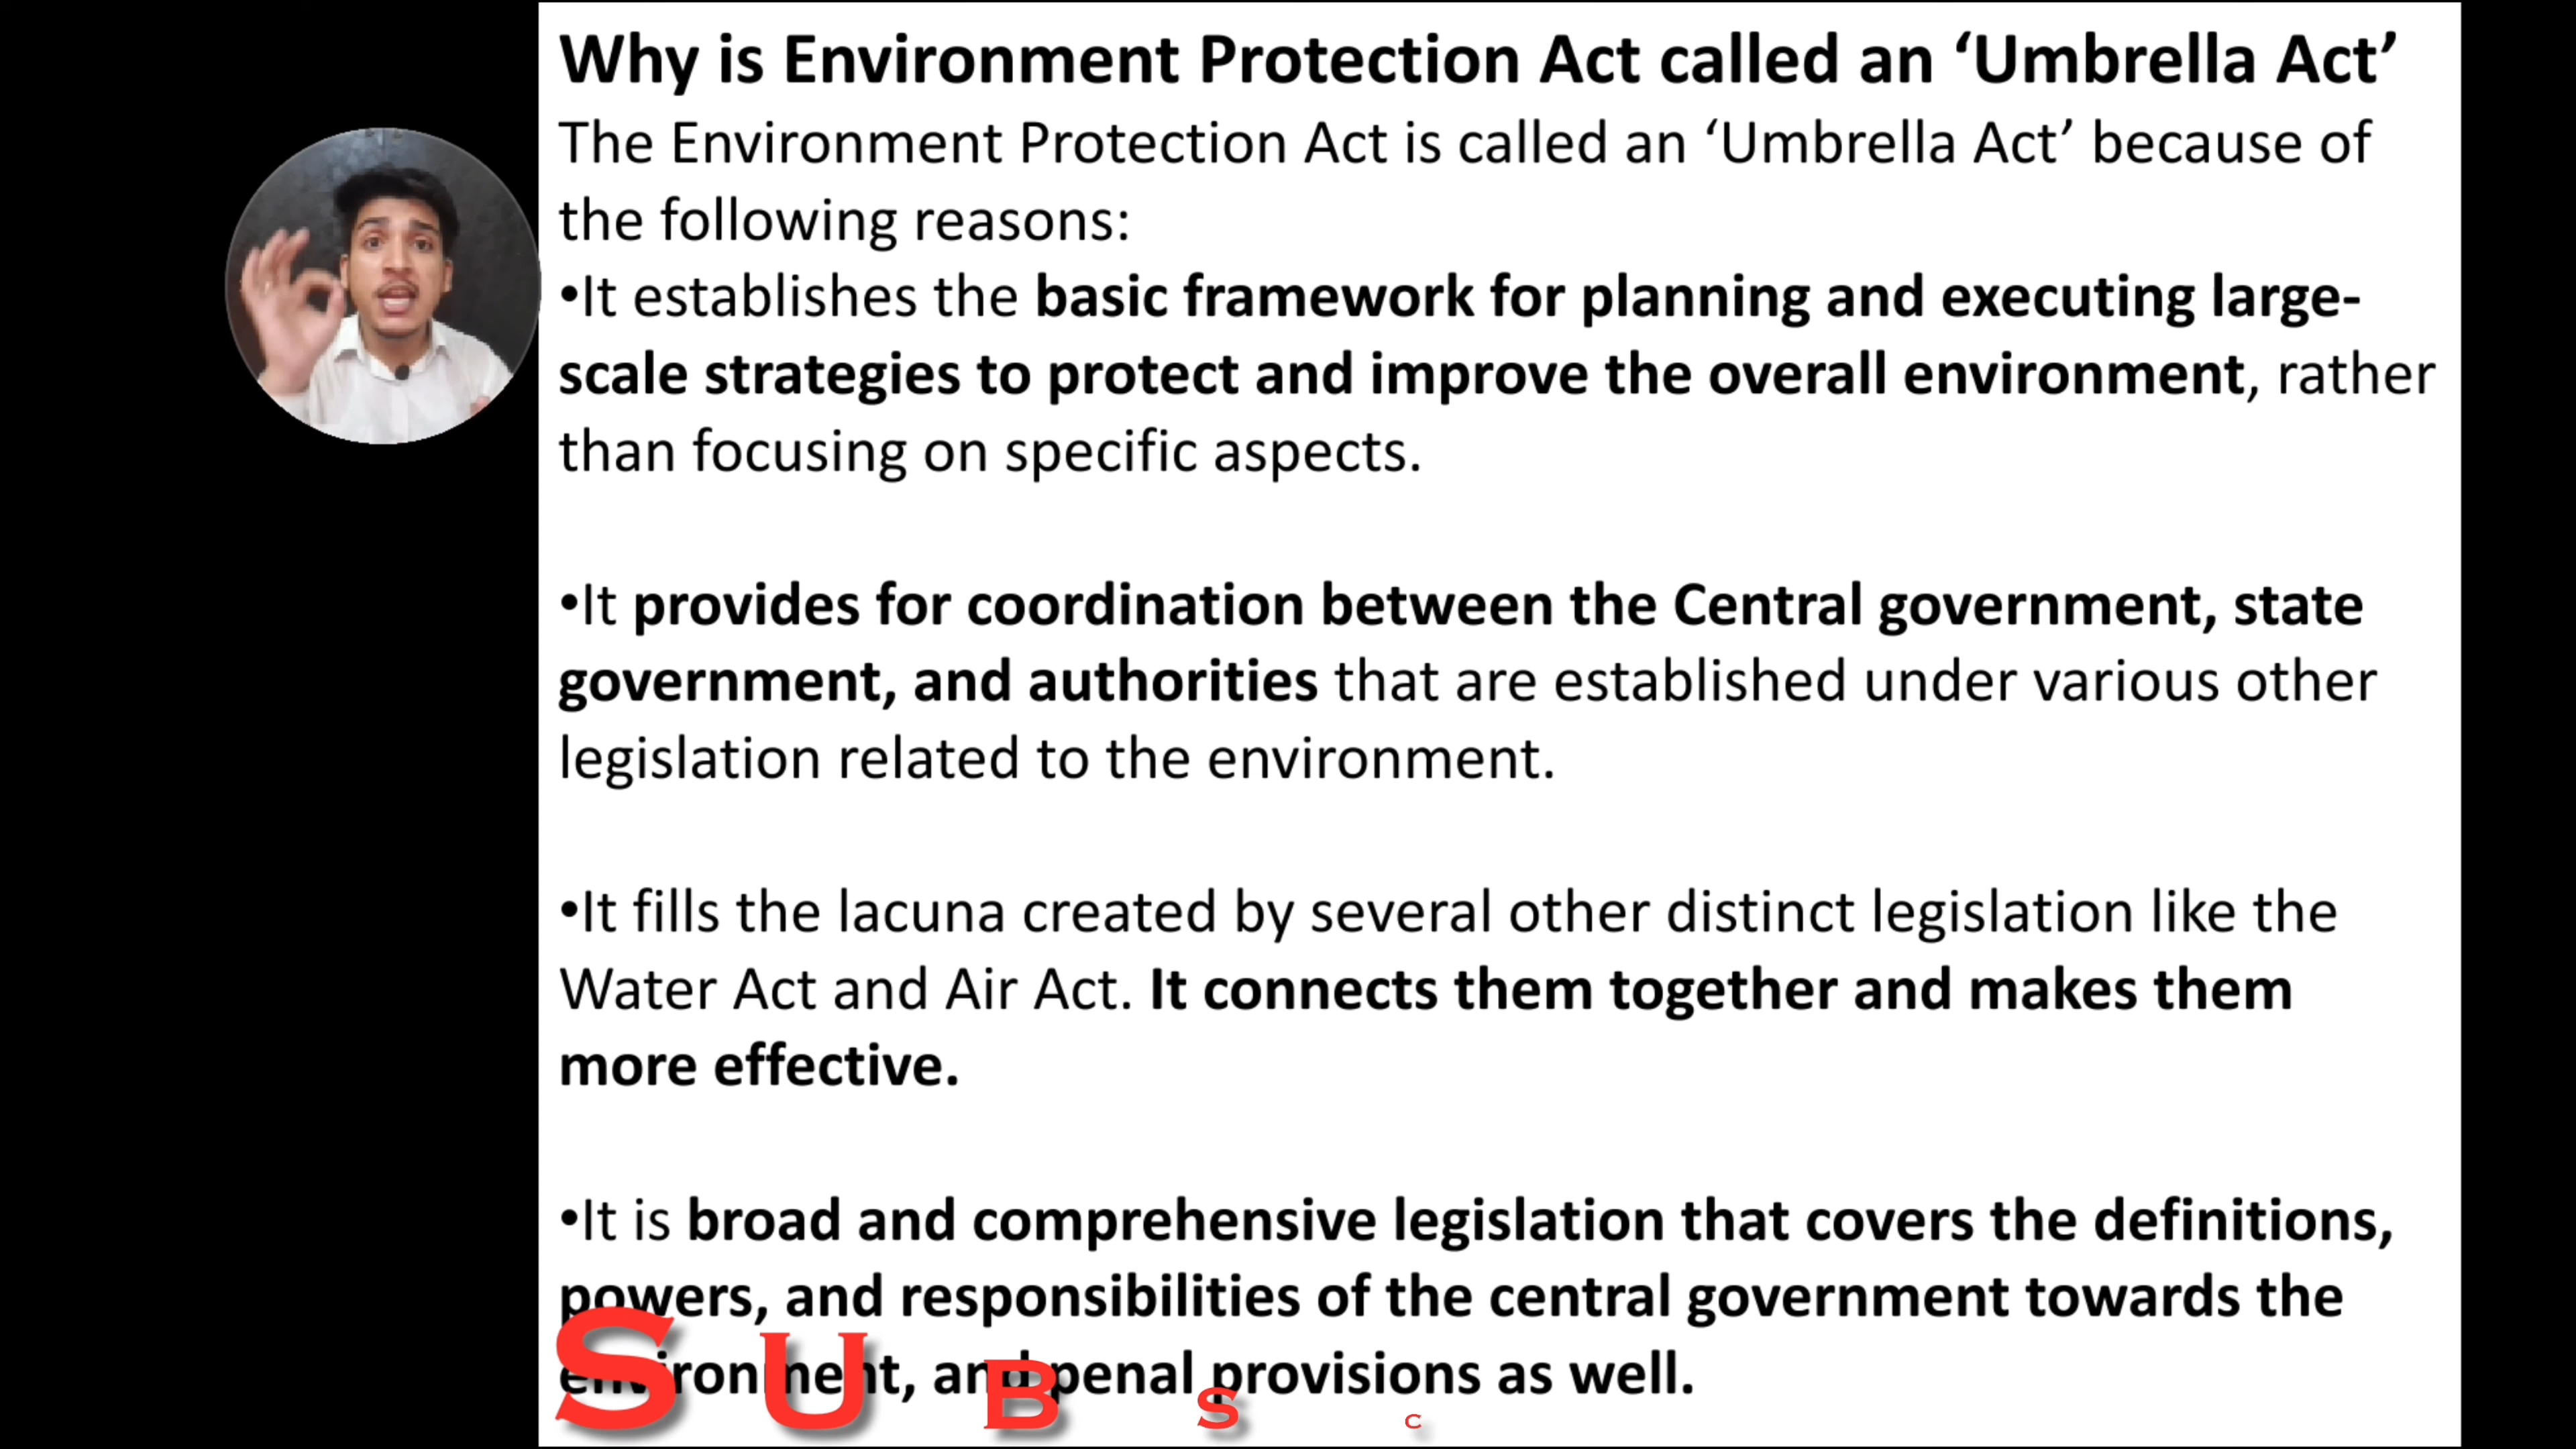 Why is Environment Protection Act called an ‘Umbrella Act’
The Environment Protection Act is called an ‘Umbrella Act’ because of
the following reasons:
•It establishes the basic framework for planning and executing large-
scale strategies to protect and improve the overall environment, rather
than focusing on specific aspects.
•It provides for coordination between the Central government, state
government, and authorities that are established under various other
legislation related to the environment.
•It fills the lacuna created by several other distinct legislation like the
Water Act and Air Act. It connects them together and makes them
more effective.
•It is broad and comprehensive legislation that covers the definitions,
powers, and responsibilities of the central government towards the
environment, and penal provisions as well.
SUBSC